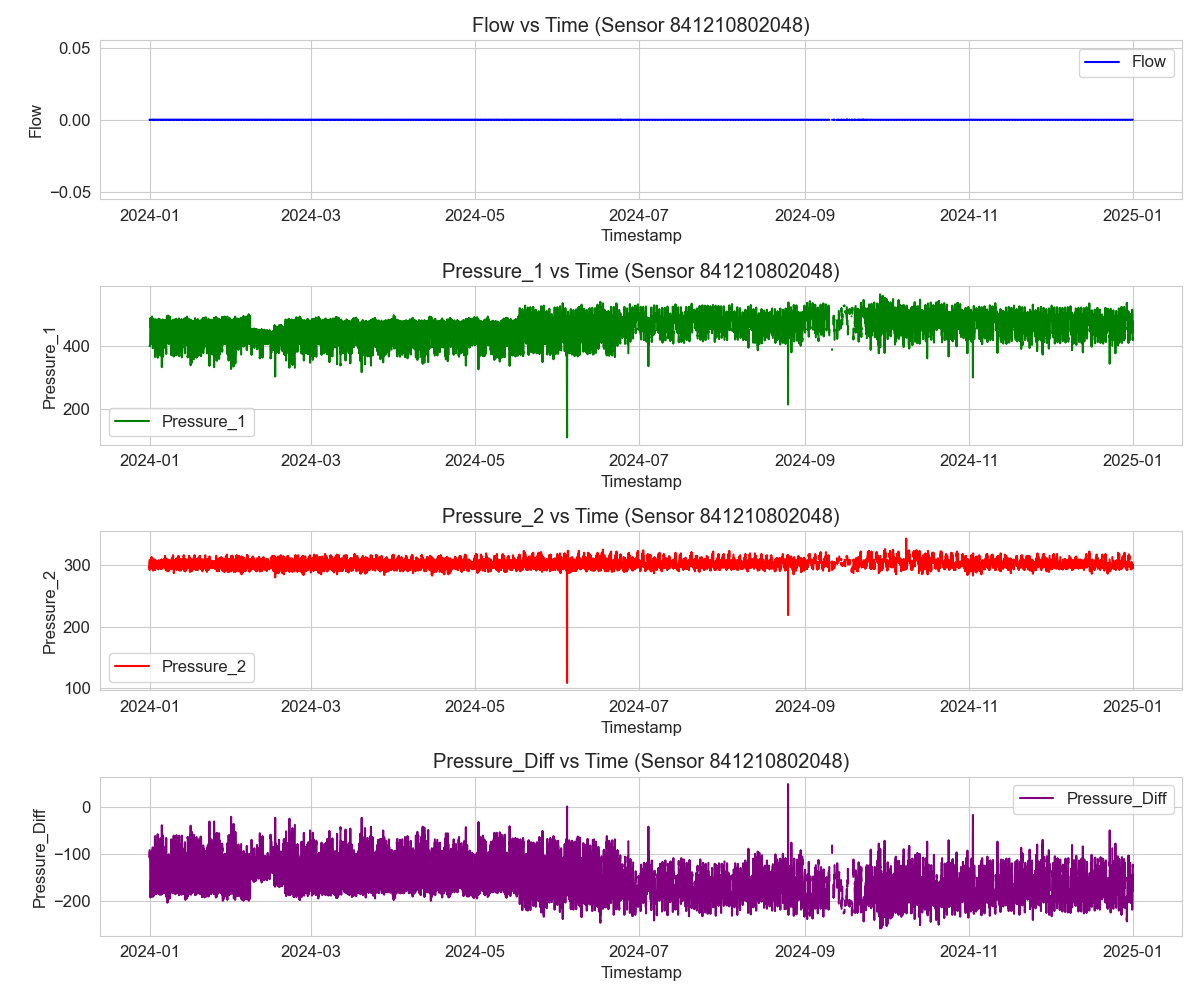 Flow vs Time (Sensor 841210802048)
0.05
0.00
−0.05
Flow
Flow
2024-01 2024-03 2024-05 2024-07 2024-09 2024-11 2025-01
Timestamp
Pressure_1 vs Time (Sensor 841210802048)
400
200
Pressure_1
Pressure_1
2024-01 2024-03 2024-05 2024-07 2024-09 2024-11 2025-01
Timestamp
Pressure_2 vs Time (Sensor 841210802048)
300
200
100
Pressure_2
Pressure_2
2024-01 2024-03 2024-05 2024-07 2024-09 2024-11 2025-01
Timestamp
Pressure_Diff vs Time (Sensor 841210802048)
0
−100
−200
Pressure_Diff
Pressure_Diff
2024-01 2024-03 2024-05 2024-07 2024-09 2024-11 2025-01
Timestamp